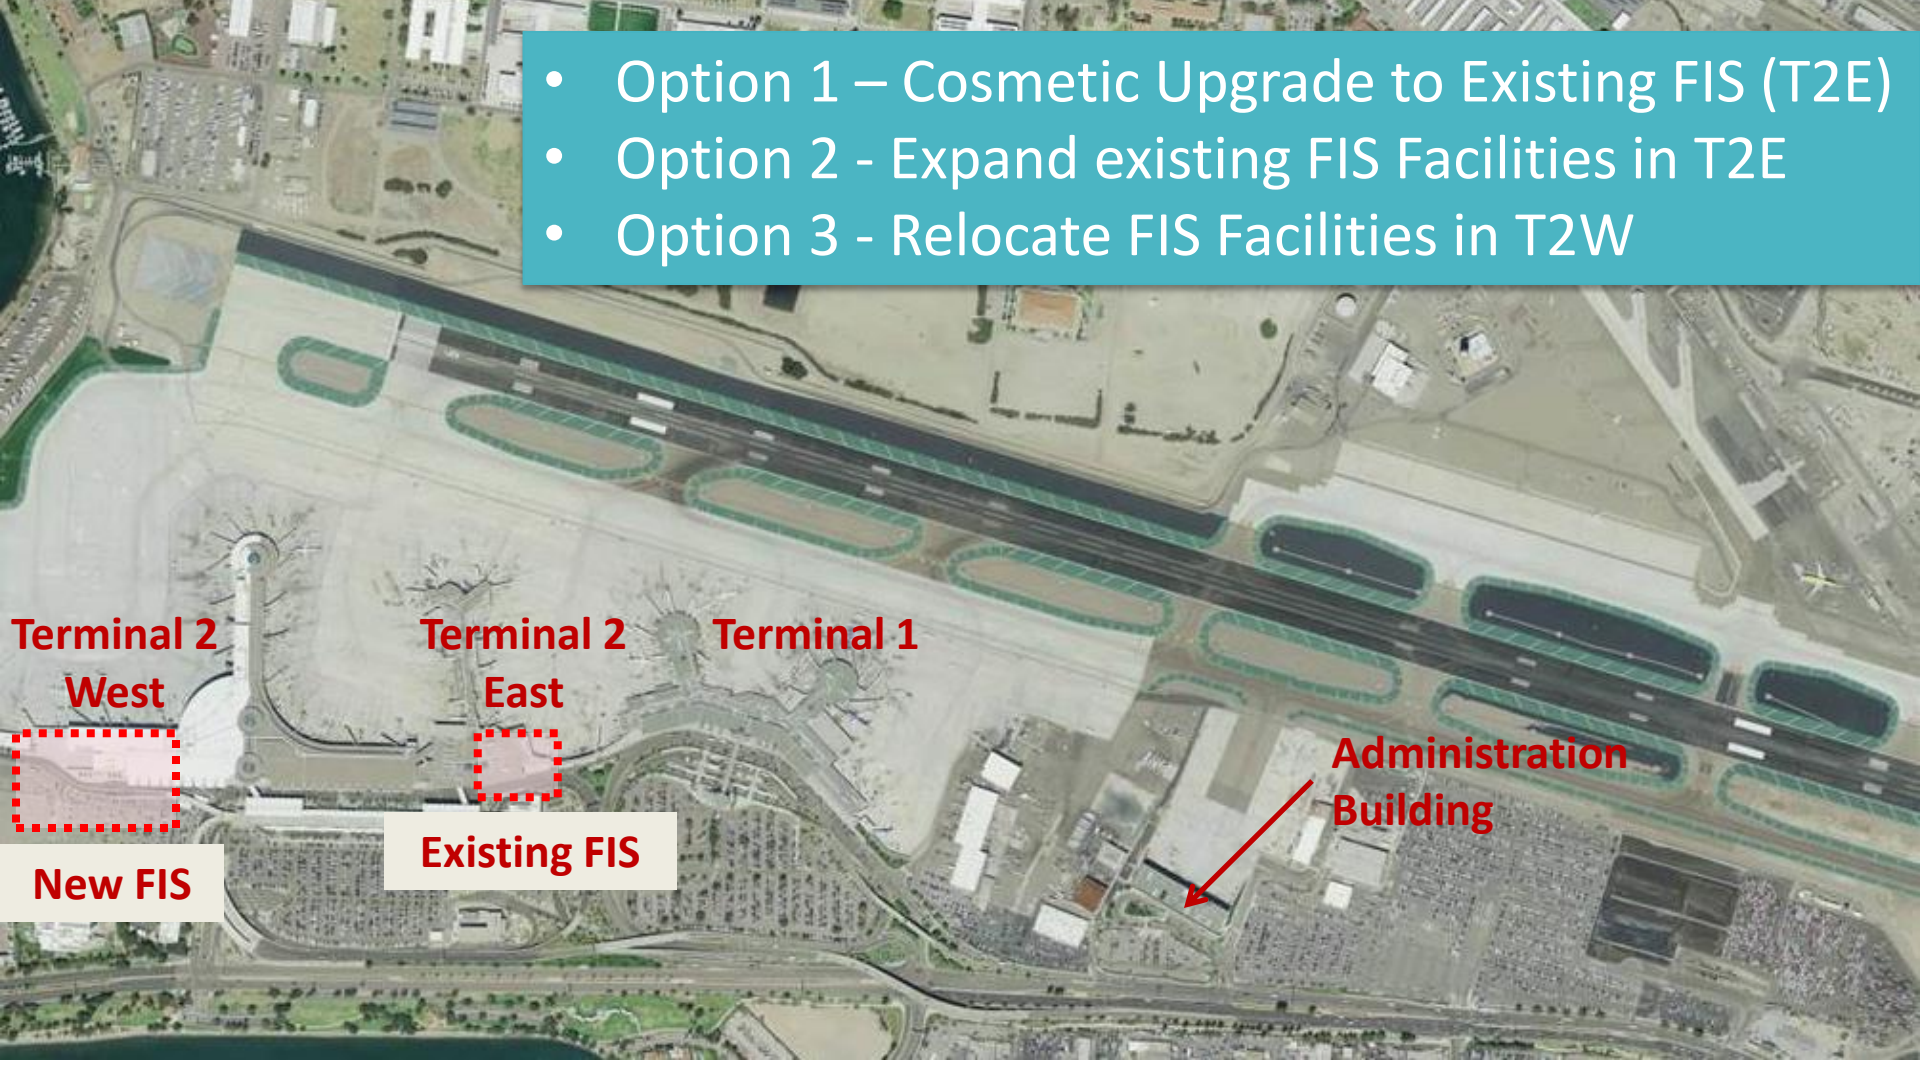 • Option 1 – Cosmetic Upgrade to Existing FIS (T2E)
• Option 2 - Expand existing FIS Facilities in T2E
• Option 3 - Relocate FIS Facilities in T2W
Terminal 2
West
Terminal 2
East
Terminal 1
Administration
Building
Existing FIS
New FIS